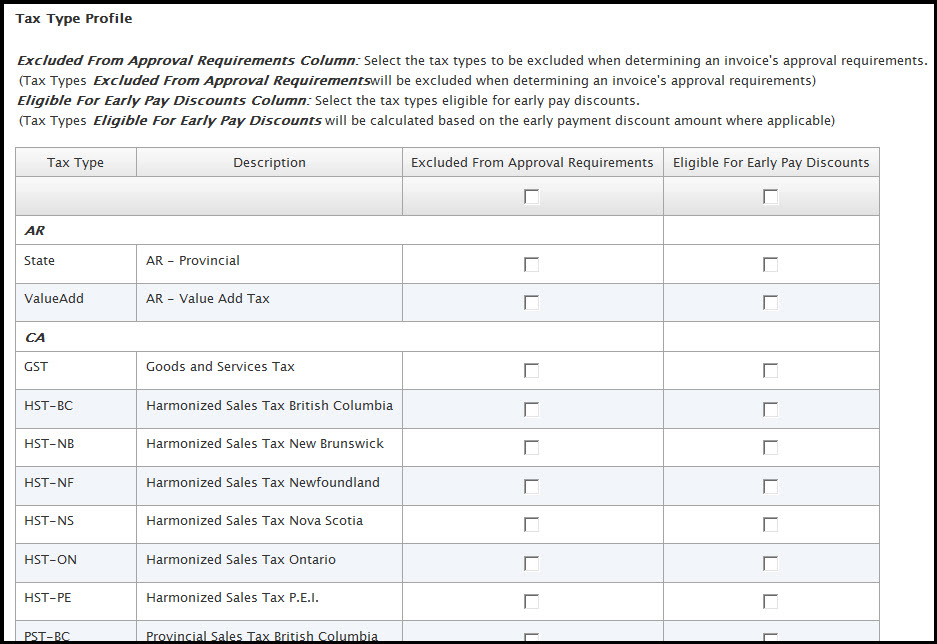 Tax Type Profile
Excluded From Approval Requirements Column: Select the tax types to be excluded when determining an invoice's approval requirements.
(Tax Types Excluded From Approval Requirementswill be excluded when determining an invoice's approval requirements)
Eligible For Early Pay Discounts Column: Select the tax types eligible for early pay discounts.
(Tax Types Eligible For Early Pay Discounts will be calculated based on the early payment discount amount where applicable)
Tax Type Description Excluded From Approval Requirements Eligible For Early Pay Discounts
AR
State AR - Provincial
ValueAdd AR - Value Add Tax
CA
GST Goods and Services Tax
HST-BC Harmonized Sales Tax British Columbia
HST-NB Harmonized Sales Tax New Brunswick
HST-NF Harmonized Sales Tax Newfoundland
HST-NS Harmonized Sales Tax Nova Scotia
HST-ON Harmonized Sales Tax Ontario
HST-PE Harmonized Sales Tax P.E.I.
PST-BC Provincial Sales Tax British Columbia